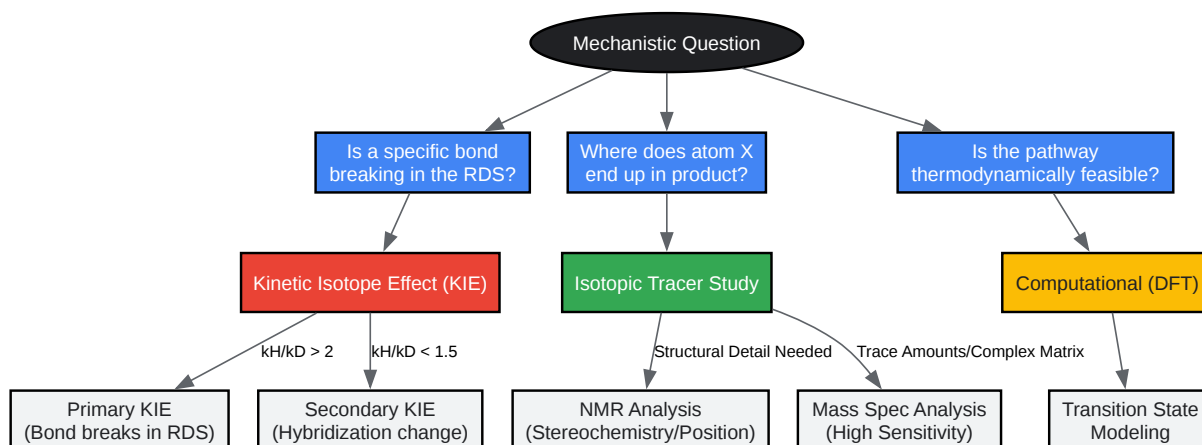 Mechanistic Question
Is a specific bond
breaking in the RDS?
Where does atom X
end up in product?
Is the pathway
thermodynamically feasible?
Kinetic Isotope Effect (KIE)
Isotopic Tracer Study
Computational (DFT)
kH/kD > 2
kH/kD < 1.5
Structural Detail Needed
Trace Amounts/Complex Matrix
Primary KIE
(Bond breaks in RDS)
Secondary KIE
(Hybridization change)
NMR Analysis
(Stereochemistry/Position)
Mass Spec Analysis
(High Sensitivity)
Transition State
Modeling